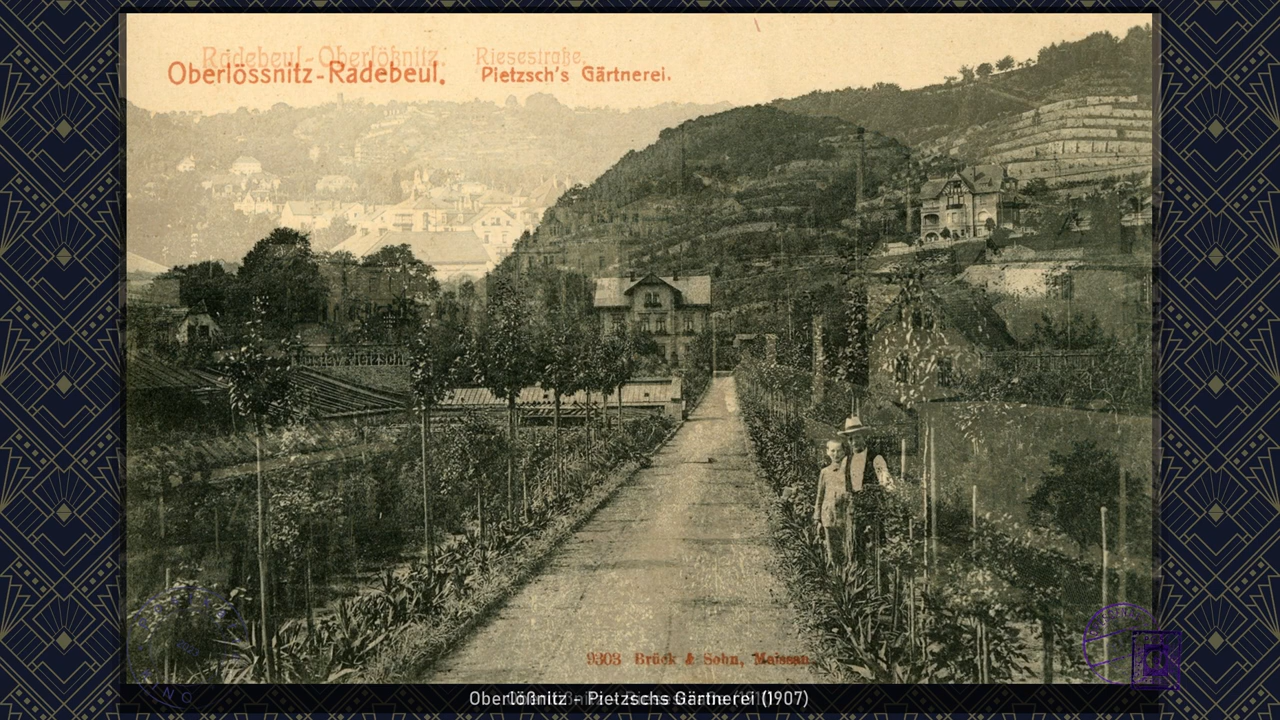 Radebeul-Oberlößnitz. Riesestraße.
Oberlössnitz-Radebeul. Pietzsch's Gärtnerei.
Gustav Pietzsch
9303 Brück & Sohn, Meissen.
Oberlößnitz - Pietzschs Gärtnerei (1907)